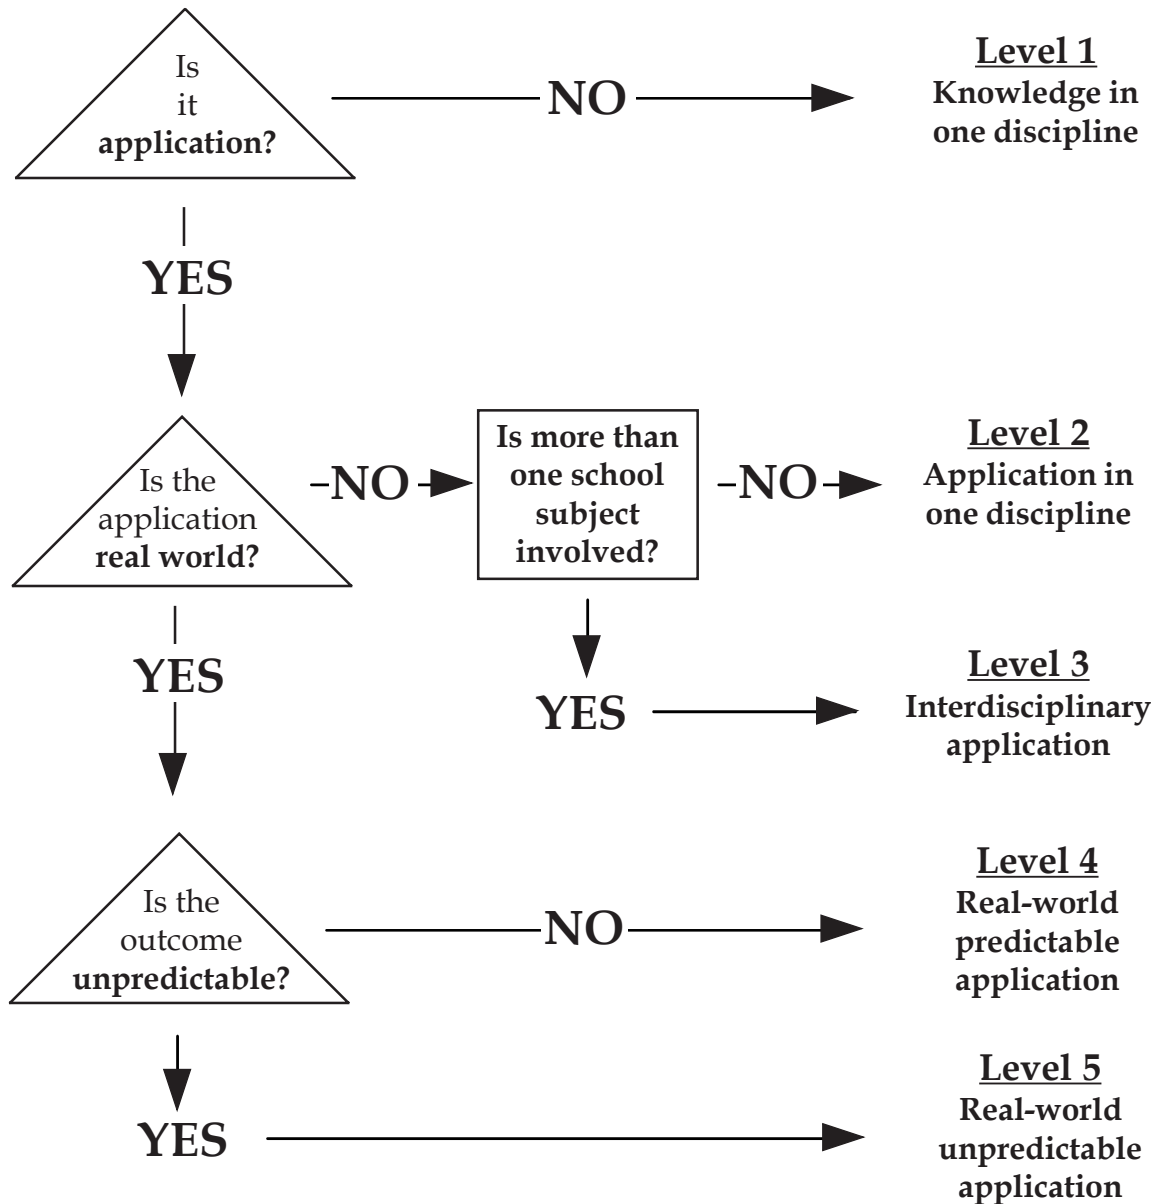 Is
it
application?
NO
Level 1
Knowledge in
one discipline
YES
Is the
application
real world?
NO
Is more than
one school
subject
involved?
NO
Level 2
Application in
one discipline
YES
YES
Level 3
Interdisciplinary
application
Is the
outcome
unpredictable?
NO
Level 4
Real-world
predictable
application
YES
Level 5
Real-world
unpredictable
application